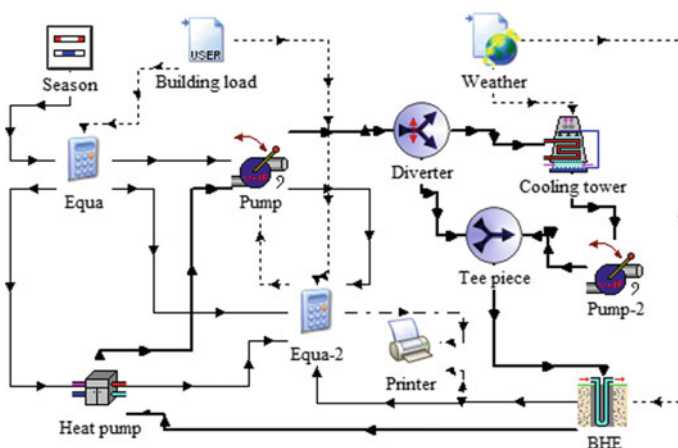 USER
Season
Building load
Weather
Equa
Pump
Diverter
Cooling tower
Tee piece
Pump-2
Equa-2
Printer
Heat pump
BHE